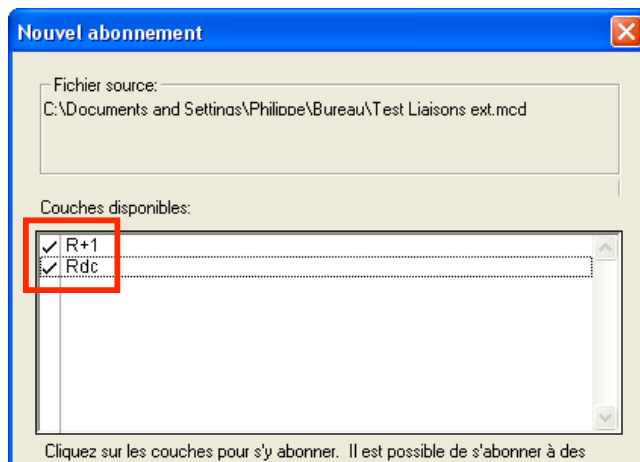 Nouvel abonnement
Fichier source:
C:\Documents and Settings\Philippe\Bureau\Test Liaisons ext.mcd
Couches disponibles:
R+1
Rdc
Cliquez sur les couches pour s'y abonner. Il est possible de s'abonner à des